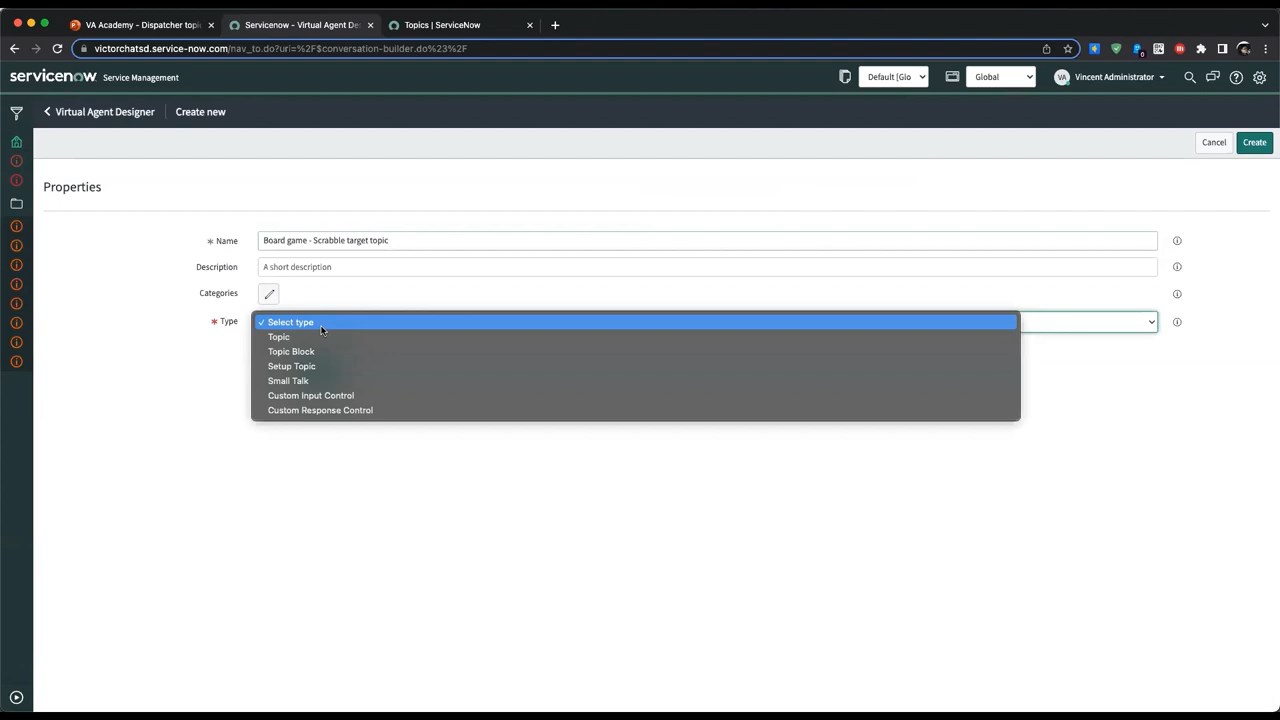 VA Academy - Dispatcher topi
Servicenow - Virtual Agent De
Topics | ServiceNow
victorchatsd.service-now.com/nav_to.do?uri=%2F$conversation-builder.do%23%2F
servicenow Service Management
Default [Glo
Global
VA
Vincent Administrator
Virtual Agent Designer
Create new
Cancel
Create
Properties
* Name
Board game - Scrabble target topic
Description
A short description
Categories
* Type
✓ Select type
Topic
Topic Block
Setup Topic
Small Talk
Custom Input Control
Custom Response Control